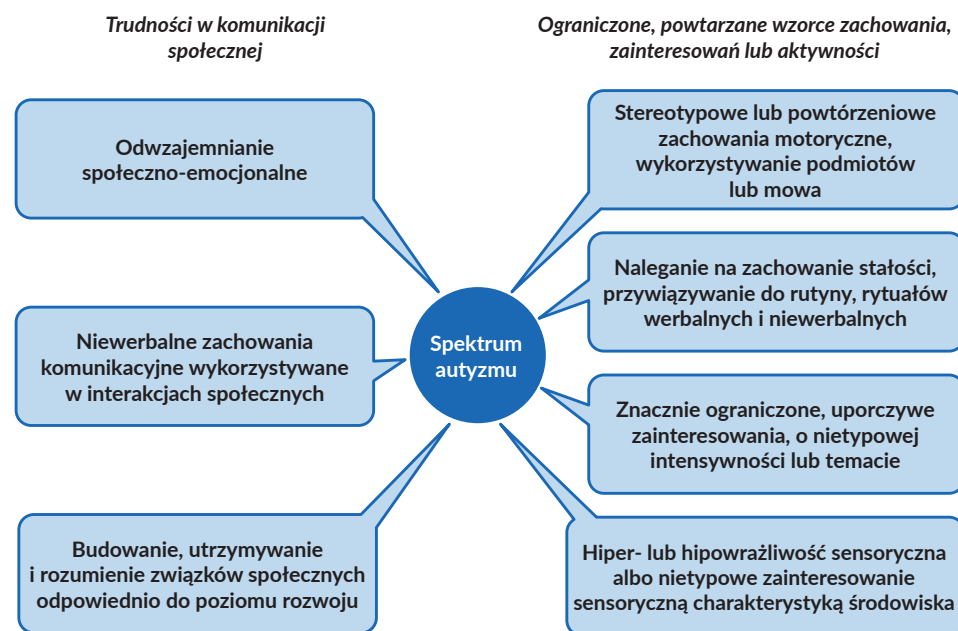 Trudności w komunikacji
społecznej
Odwzajemnianie
społeczno-emocjonalne
Niewerbalne zachowania
komunikacyjne wykorzystywane
w interakcjach społecznych
Budowanie, utrzymywanie
i rozumienie związków społecznych
odpowiednio do poziomu rozwoju
Spektrum
autyzmu
Ograniczone, powtarzane wzorce zachowania,
zainteresowań lub aktywności
Stereotypowe lub powtórzeniowe
zachowania motoryczne,
wykorzystywanie podmiotów
lub mowa
Naleganie na zachowanie stałości,
przywiązywanie do rutyny, rytuałów
werbalnych i niewerbalnych
Znacznie ograniczone, uporczywe
zainteresowania, o nietypowej
intensywności lub temacie
Hiper- lub hipowrażliwość sensoryczna
albo nietypowe zainteresowanie
sensoryczną charakterystyką środowiska